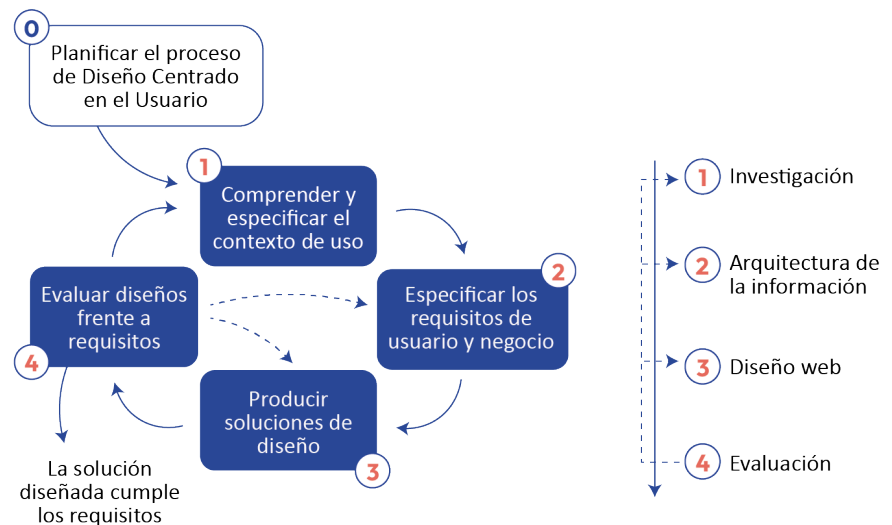 0
Planificar el proceso
de Diseño Centrado
en el Usuario
1
Comprender y
especificar el
contexto de uso
2
Especificar los
requisitos de
usuario y negocio
Producir
soluciones de
diseño
3
Evaluar diseños
frente a
requisitos
4
La solución
diseñada cumple
los requisitos
1 Investigación
2 Arquitectura de
la información
3 Diseño web
4 Evaluación